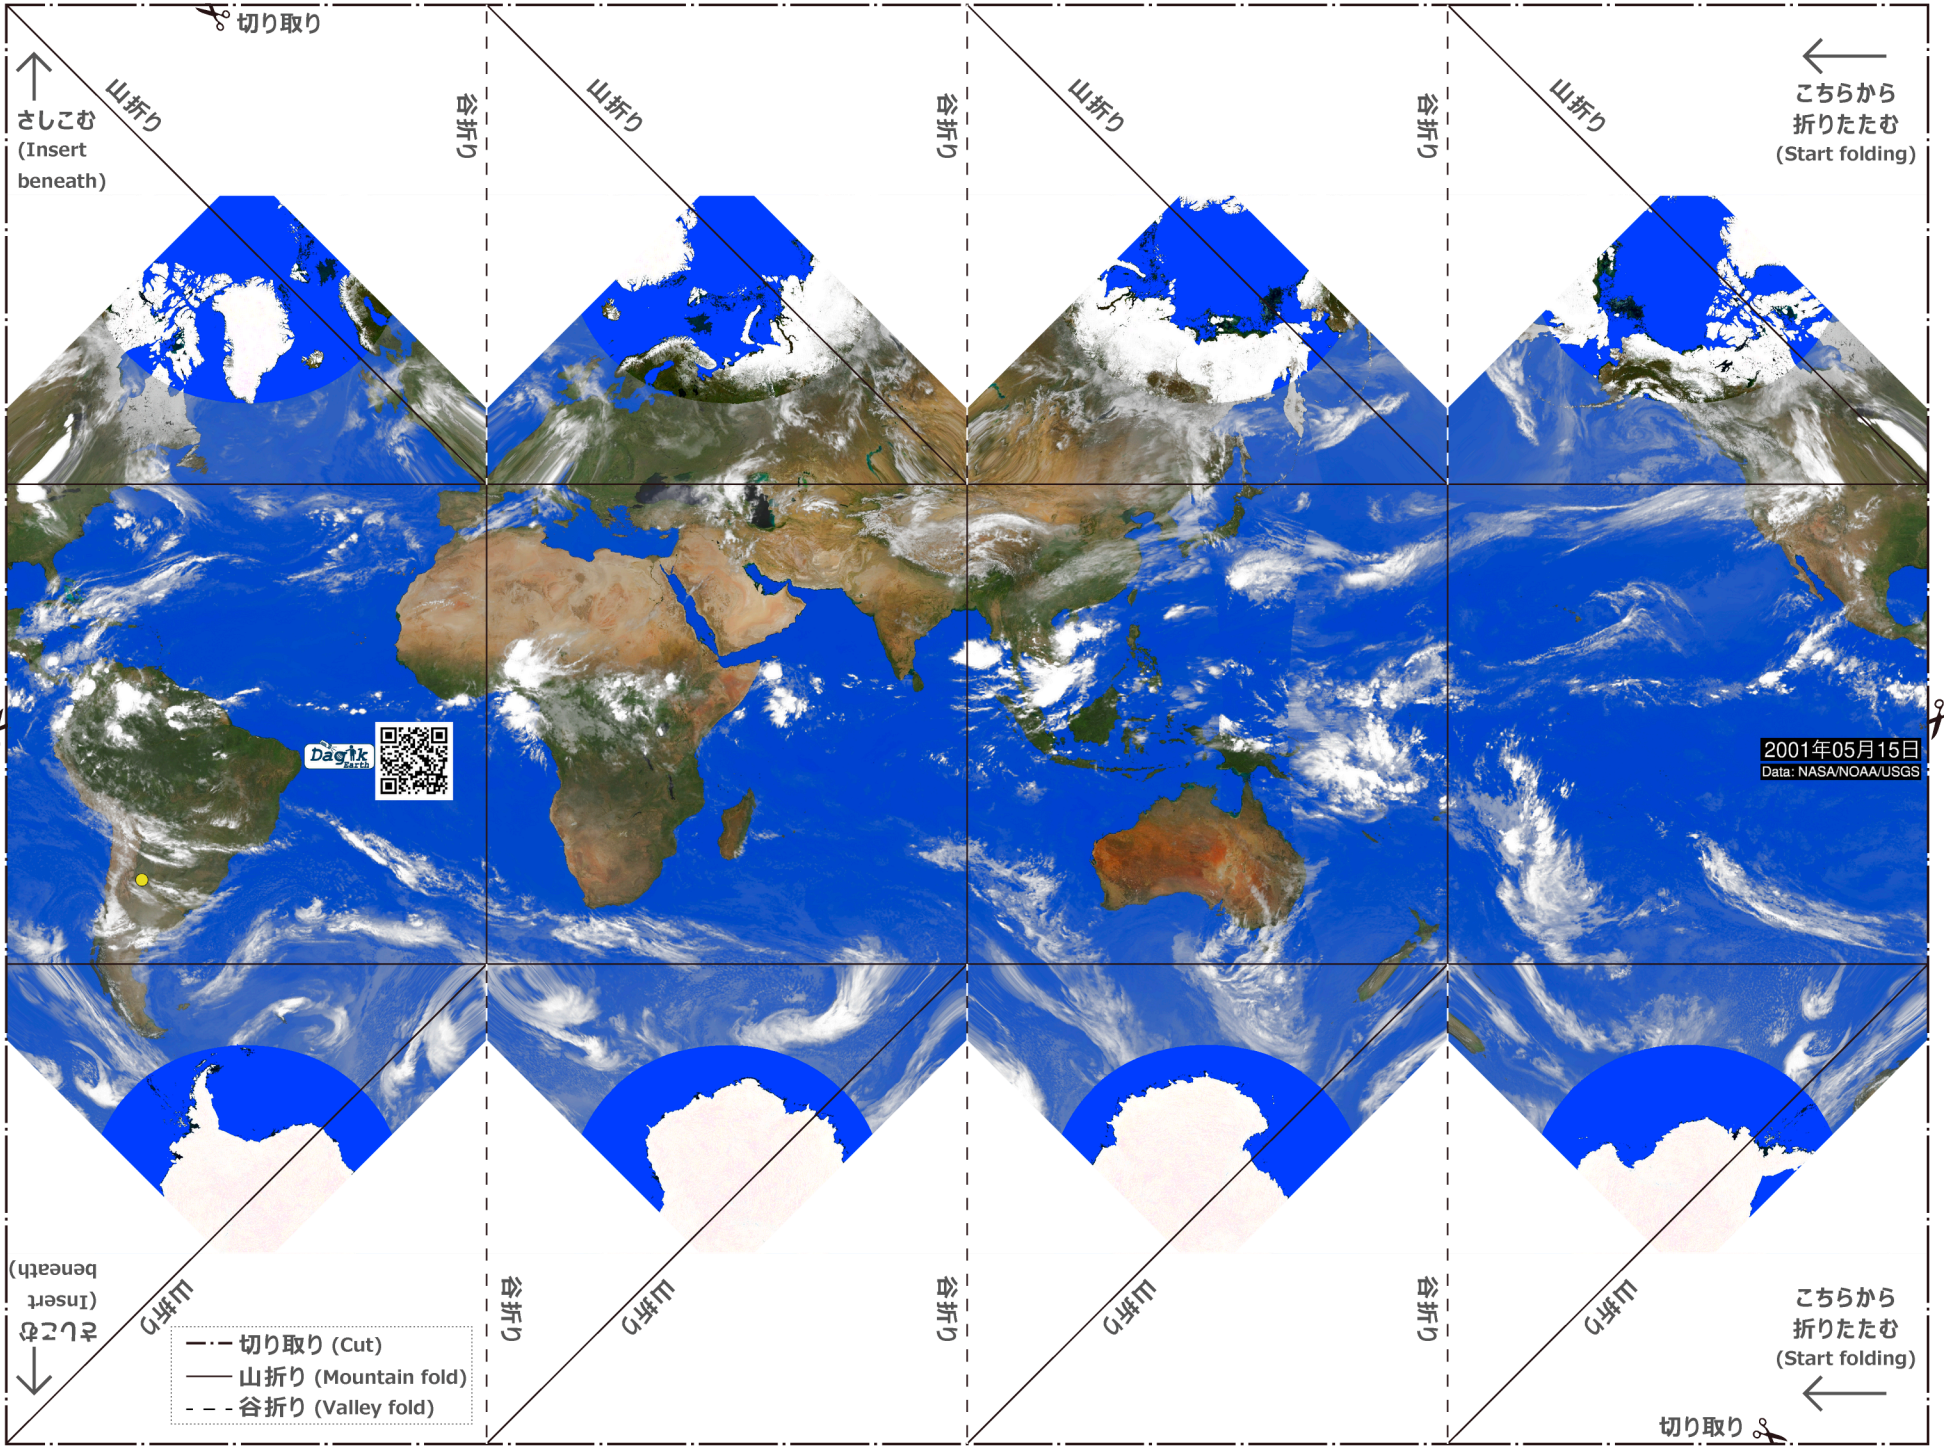 切り取り
山折り
谷折り
山折り
谷折り
山折り
谷折り
山折り
さしこむ
(Insert
beneath)
こちらから
折りたたむ
(Start folding)
Dagik
Earth
2001年05月15日
Data: NASA/NOAA/USGS
さしこむ
(Insert
beneath)
山折り
谷折り
山折り
谷折り
山折り
谷折り
山折り
切り取り (Cut)
山折り (Mountain fold)
谷折り (Valley fold)
こちらから
折りたたむ
(Start folding)
切り取り